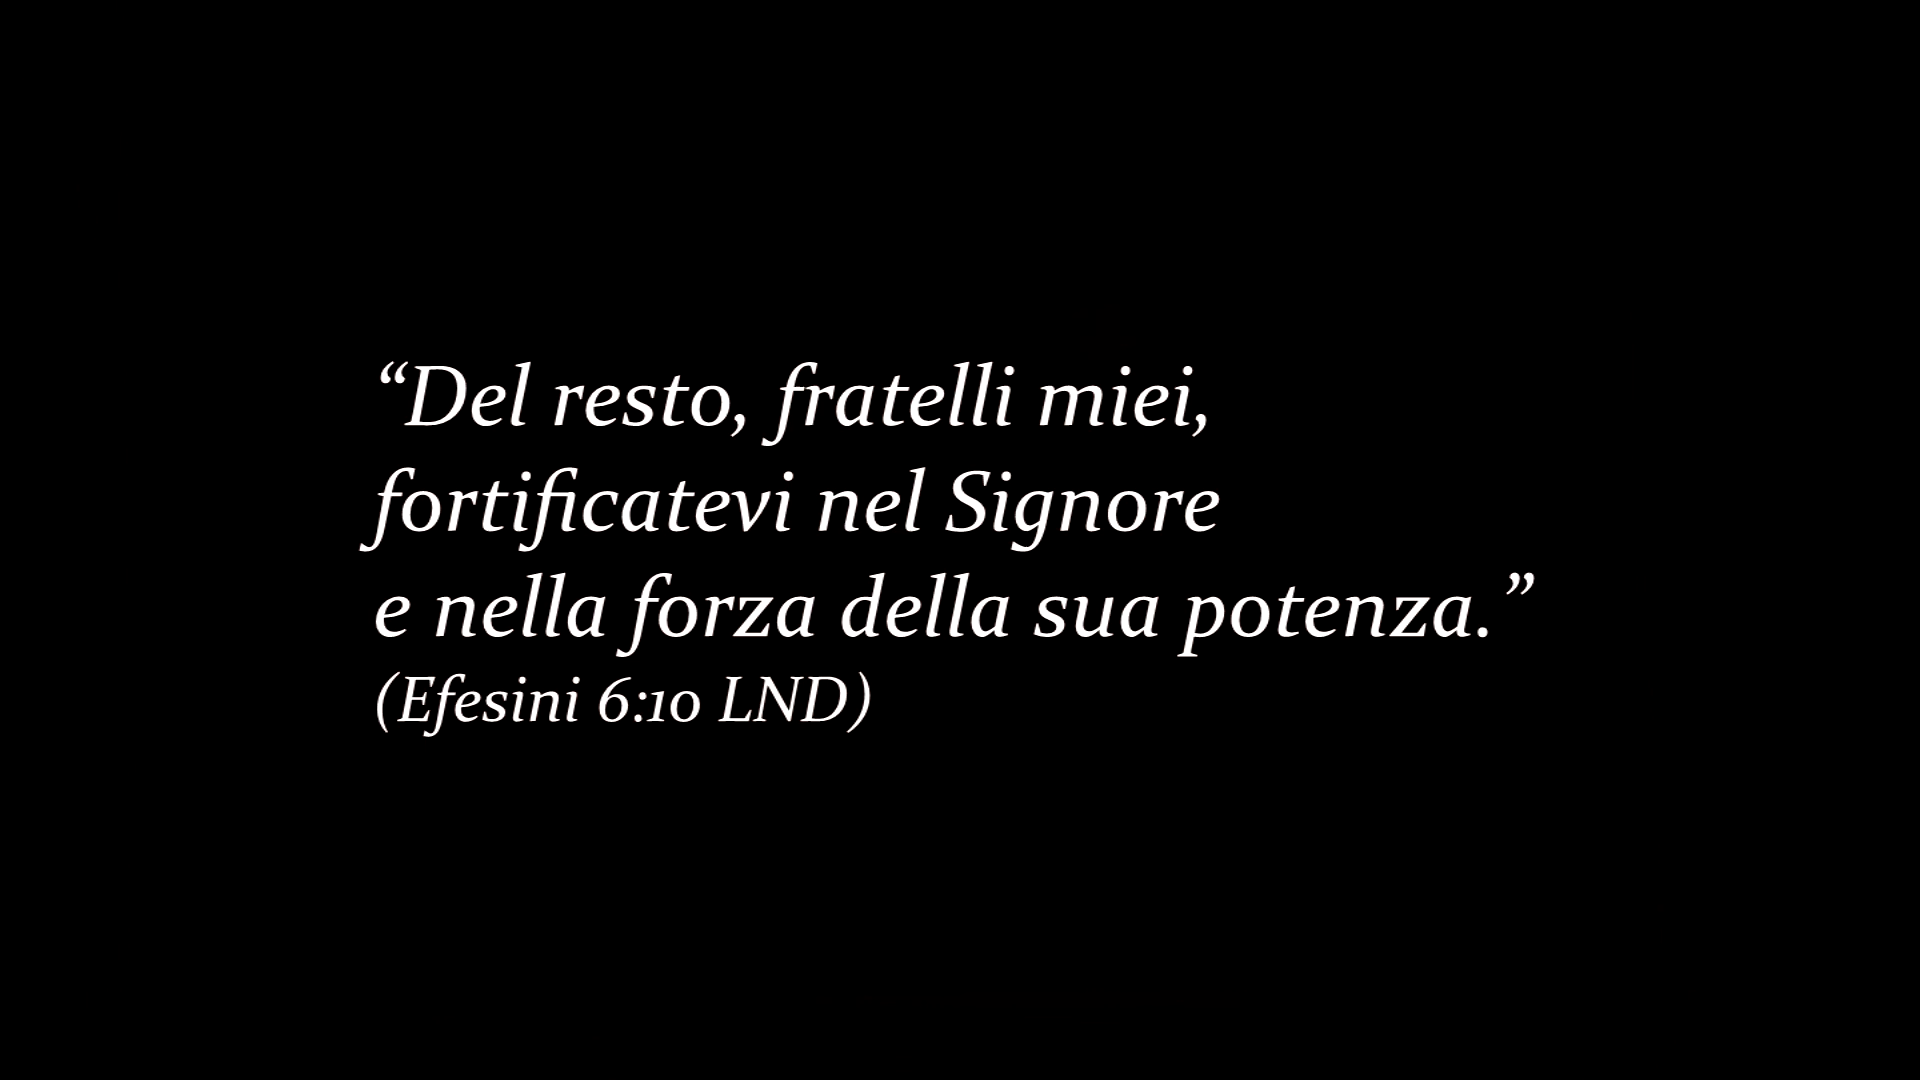 “Del resto, fratelli miei,
fortificatevi nel Signore
e nella forza della sua potenza.”
(Efesini 6:10 LND)